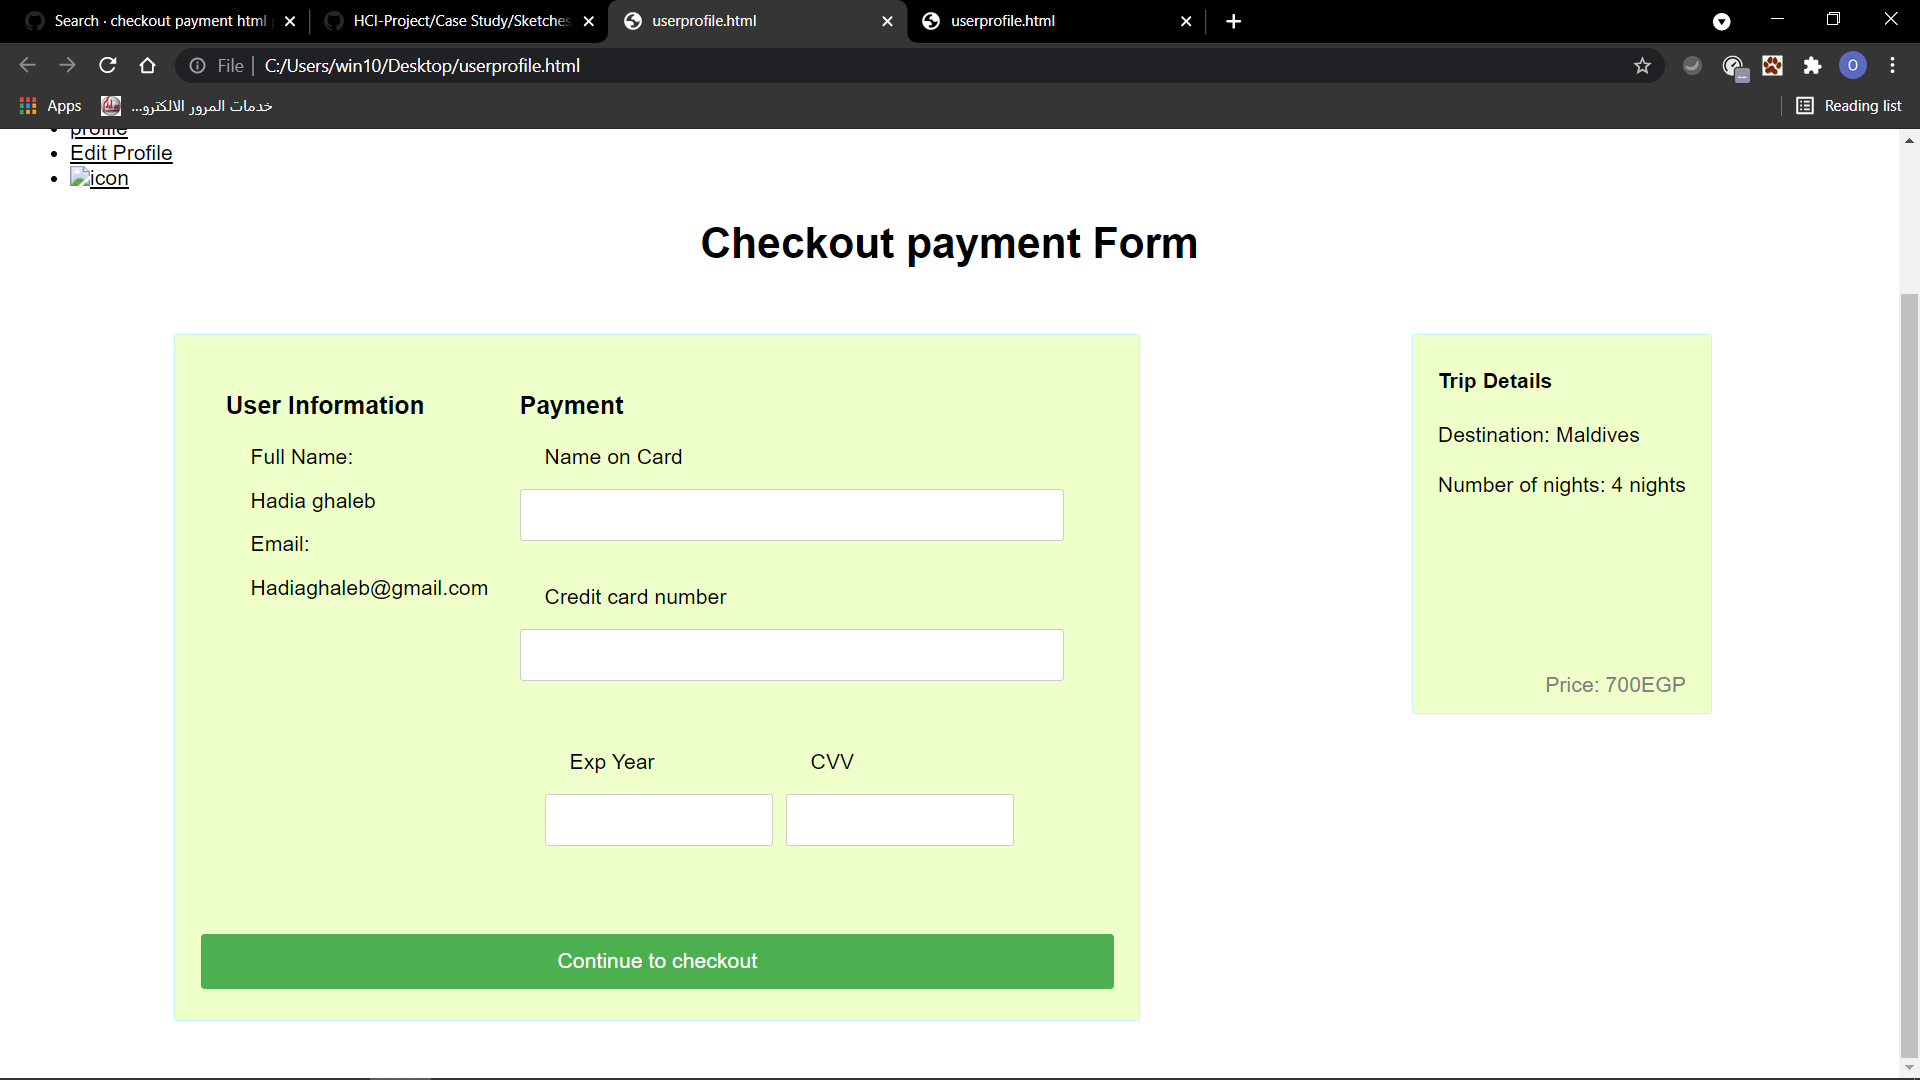 Search · checkout payment html
HCI-Project/Case Study/Sketches
userprofile.html
userprofile.html
File
C:/Users/win10/Desktop/userprofile.html
O
Apps
خدمات المرور الالكترو...
Reading list
profile
Edit Profile
icon
Checkout payment Form
User Information
Full Name:
Hadia ghaleb
Email:
Hadiaghaleb@gmail.com
Payment
Name on Card
Credit card number
Exp Year
CVV
Continue to checkout
Trip Details
Destination: Maldives
Number of nights: 4 nights
Price: 700EGP